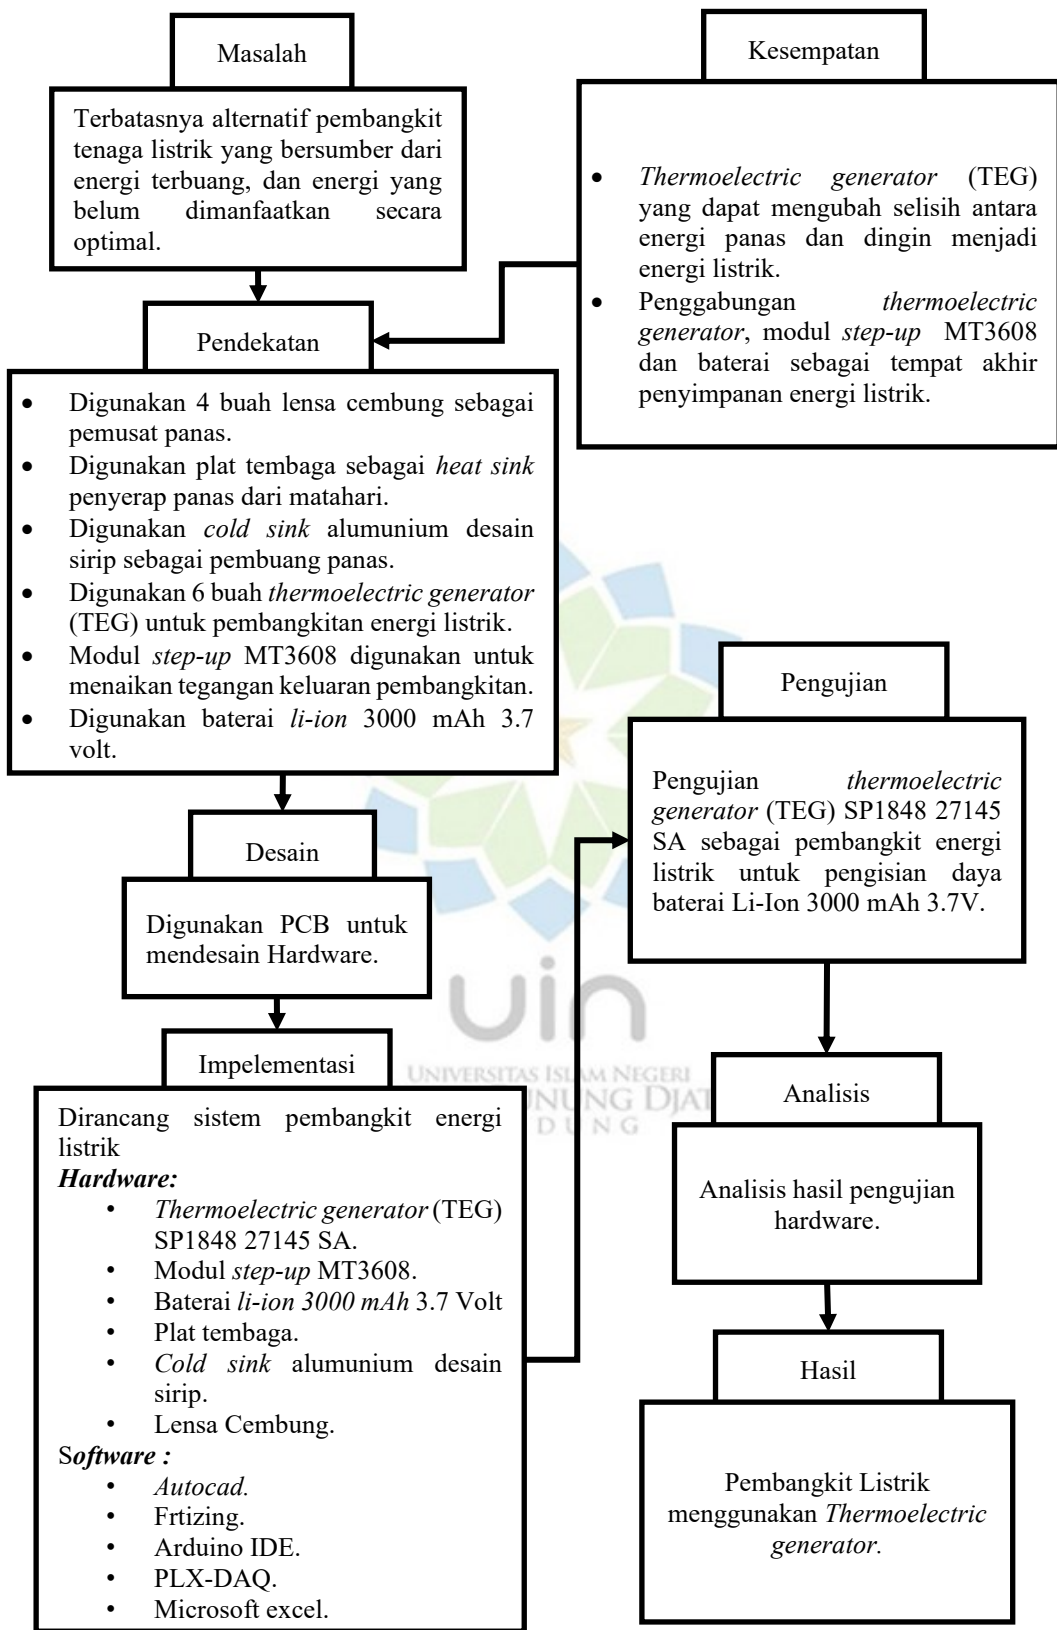 Masalah
Terbatasnya alternatif pembangkit
tenaga listrik yang bersumber dari
energi terbuang, dan energi yang
belum dimanfaatkan secara
optimal.
Kesempatan
• Thermoelectric generator (TEG)
yang dapat mengubah selisih antara
energi panas dan dingin menjadi
energi listrik.
• Penggabungan thermoelectric
generator, modul step-up MT3608
dan baterai sebagai tempat akhir
penyimpanan energi listrik.
Pendekatan
• Digunakan 4 buah lensa cembung sebagai
pemusat panas.
• Digunakan plat tembaga sebagai heat sink
penyerap panas dari matahari.
• Digunakan cold sink alumunium desain
sirip sebagai pembuang panas.
• Digunakan 6 buah thermoelectric generator
(TEG) untuk pembangkitan energi listrik.
• Modul step-up MT3608 digunakan untuk
menaikan tegangan keluaran pembangkitan.
• Digunakan baterai li-ion 3000 mAh 3.7
volt.
Desain
Digunakan PCB untuk
mendesain Hardware.
Impelementasi
Dirancang sistem pembangkit energi
listrik
Hardware:
• Thermoelectric generator (TEG)
SP1848 27145 SA.
• Modul step-up MT3608.
• Baterai li-ion 3000 mAh 3.7 Volt
• Plat tembaga.
• Cold sink alumunium desain
sirip.
• Lensa Cembung.
Software :
• Autocad.
• Frtizing.
• Arduino IDE.
• PLX-DAQ.
• Microsoft excel.
Pengujian
Pengujian thermoelectric
generator (TEG) SP1848 27145
SA sebagai pembangkit energi
listrik untuk pengisian daya
baterai Li-Ion 3000 mAh 3.7V.
Analisis
Analisis hasil pengujian
hardware.
Hasil
Pembangkit Listrik
menggunakan Thermoelectric
generator.
uin
UNIVERSITAS ISLAM NEGERI